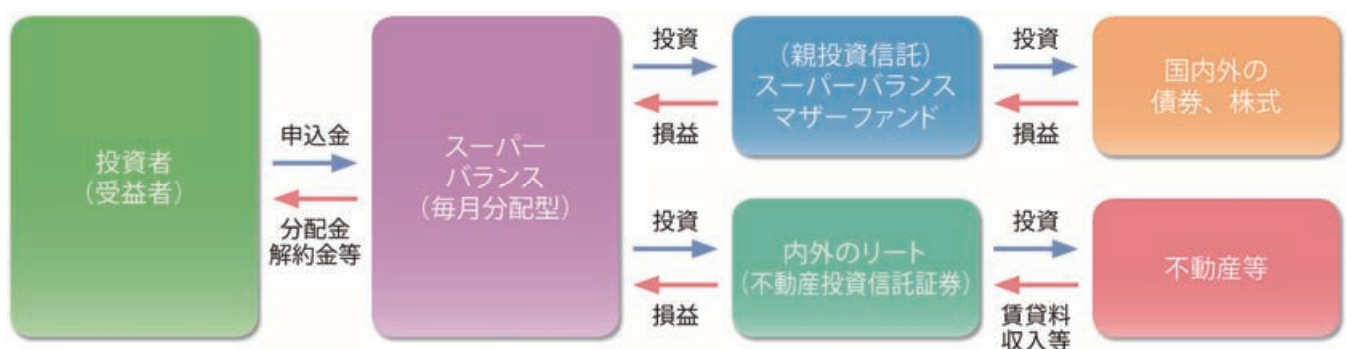 投資者
（受益者）
申込金
分配金
解約金等
スーパー
バランス
（毎月分配型）
投資
損益
（親投資信託）
スーパーバランス
マザーファンド
投資
損益
国内外の
債券、株式
投資
損益
内外のリート
（不動産投資信託証券）
投資
賃貸料
収入等
不動産等